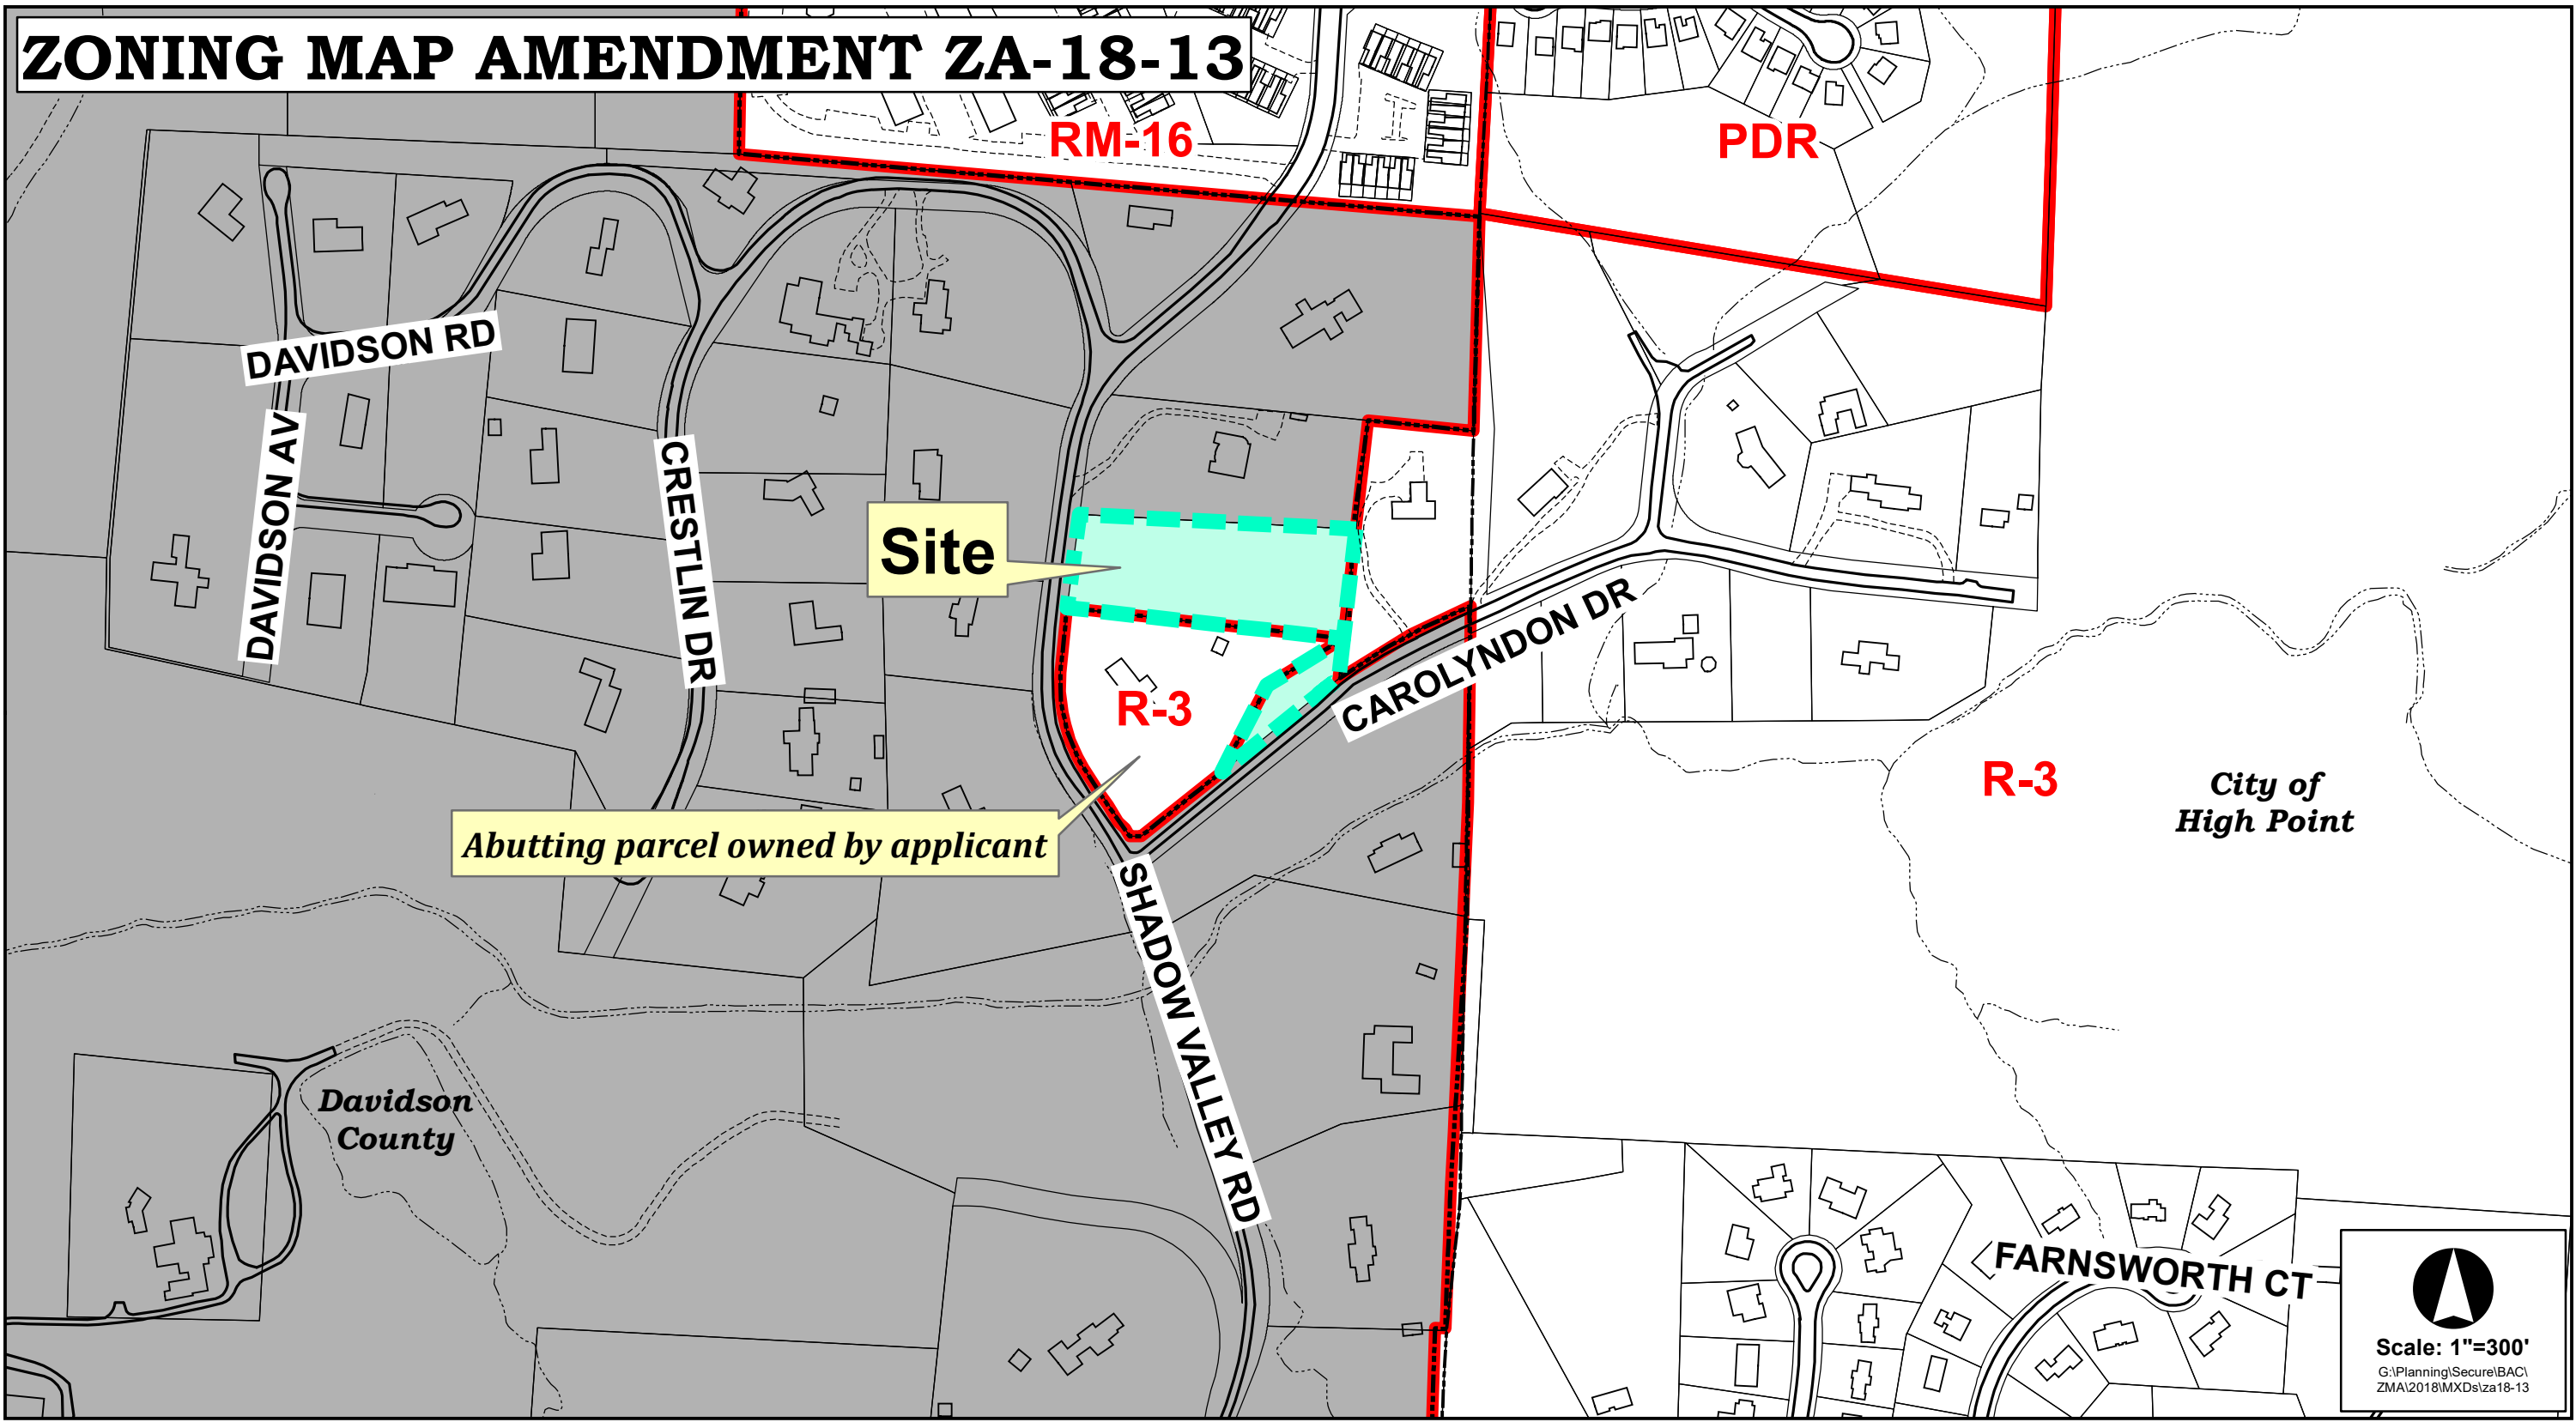 ZONING MAP AMENDMENT ZA-18-13
RM-16
PDR
DAVIDSON RD
DAVIDSON AV
CRESTLIN DR
Site
CAROLYNDON DR
R-3
R-3
City of
High Point
Abutting parcel owned by applicant
SHADOW VALLEY RD
Davidson
County
FARNSWORTH CT
Scale: 1"=300'
G:\Planning\Secure\BAC\
ZMA\2018\MXDs\za18-13